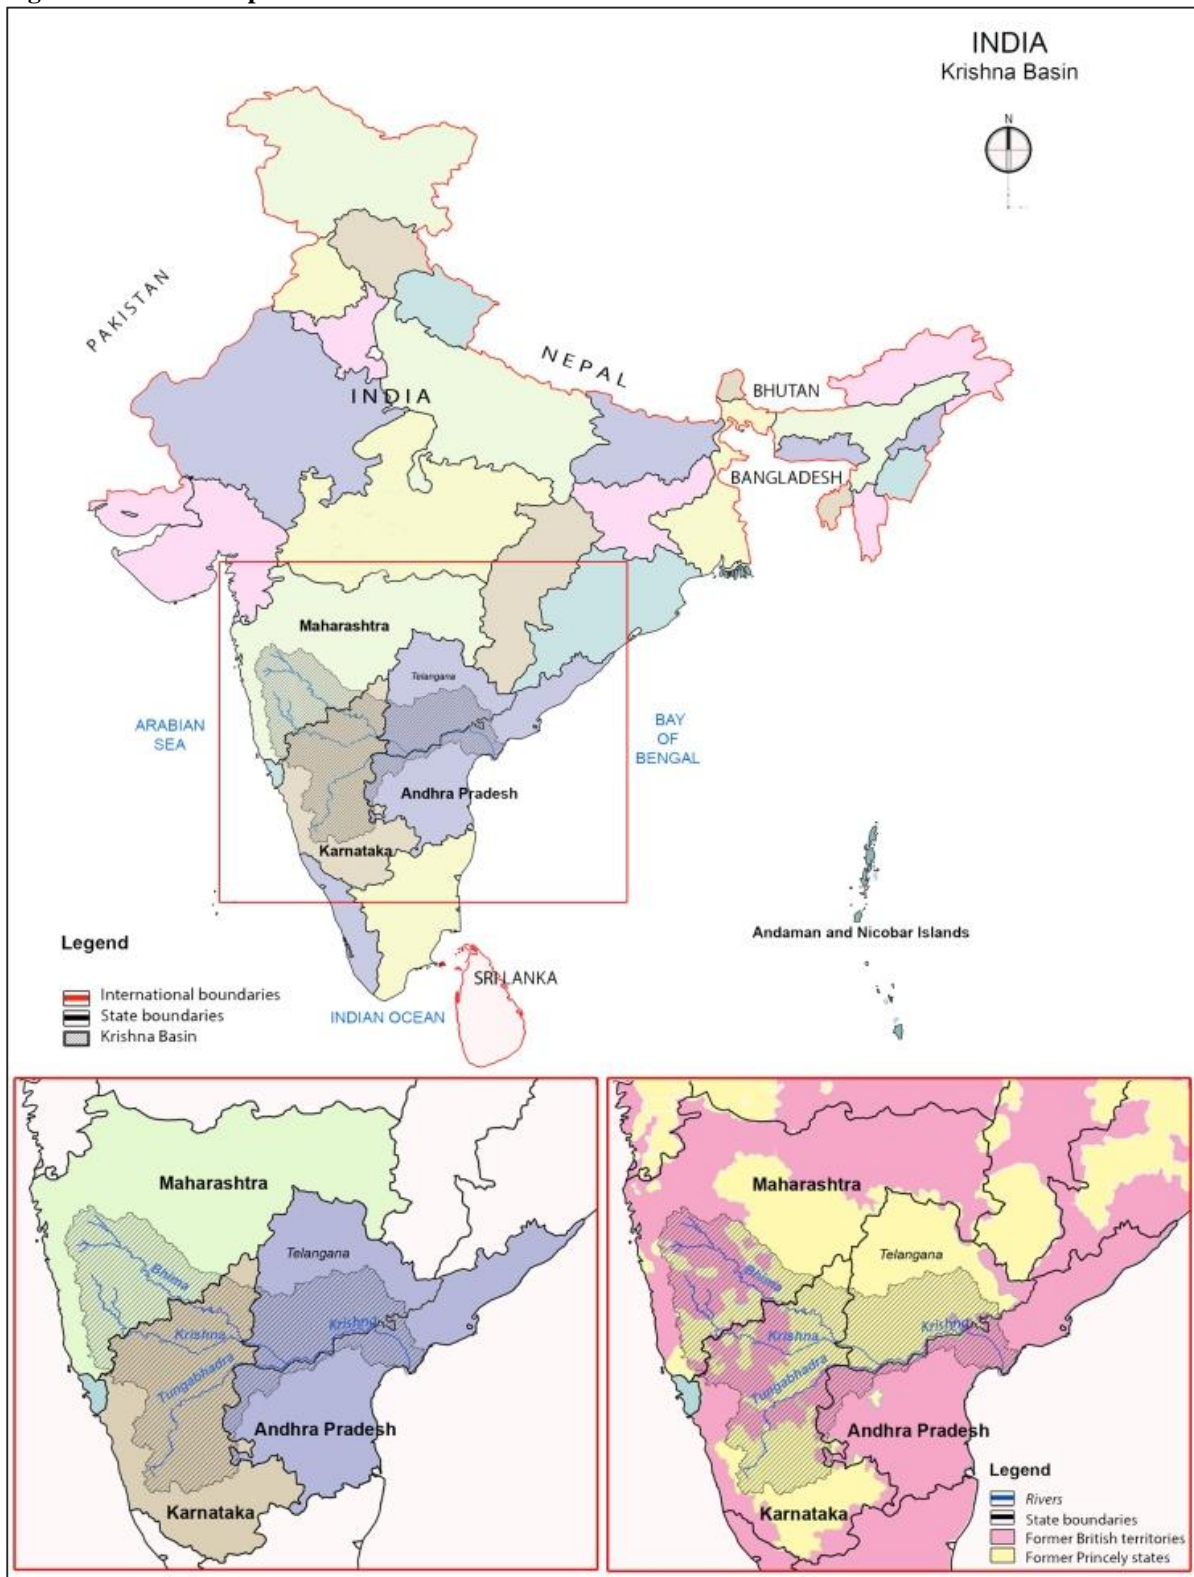 INDIA
Krishna Basin
N
PAKISTAN
NEPAL
INDIA
BHUTAN
BANGLADESH
Maharashtra
Telangana
ARABIAN
SEA
BAY
OF
BENGAL
Andhra Pradesh
Karnataka
Andaman and Nicobar Islands
Legend
International boundaries
State boundaries
Krishna Basin
SRI LANKA
INDIAN OCEAN
Maharashtra
Telangana
Bhima
Krishna
Krishna
Tungabhadra
Andhra Pradesh
Karnataka
Maharashtra
Telangana
Bhima
Krishna
Krishna
Tungabhadra
Andhra Pradesh
Karnataka
Legend
Rivers
State boundaries
Former British territories
Former Princely states